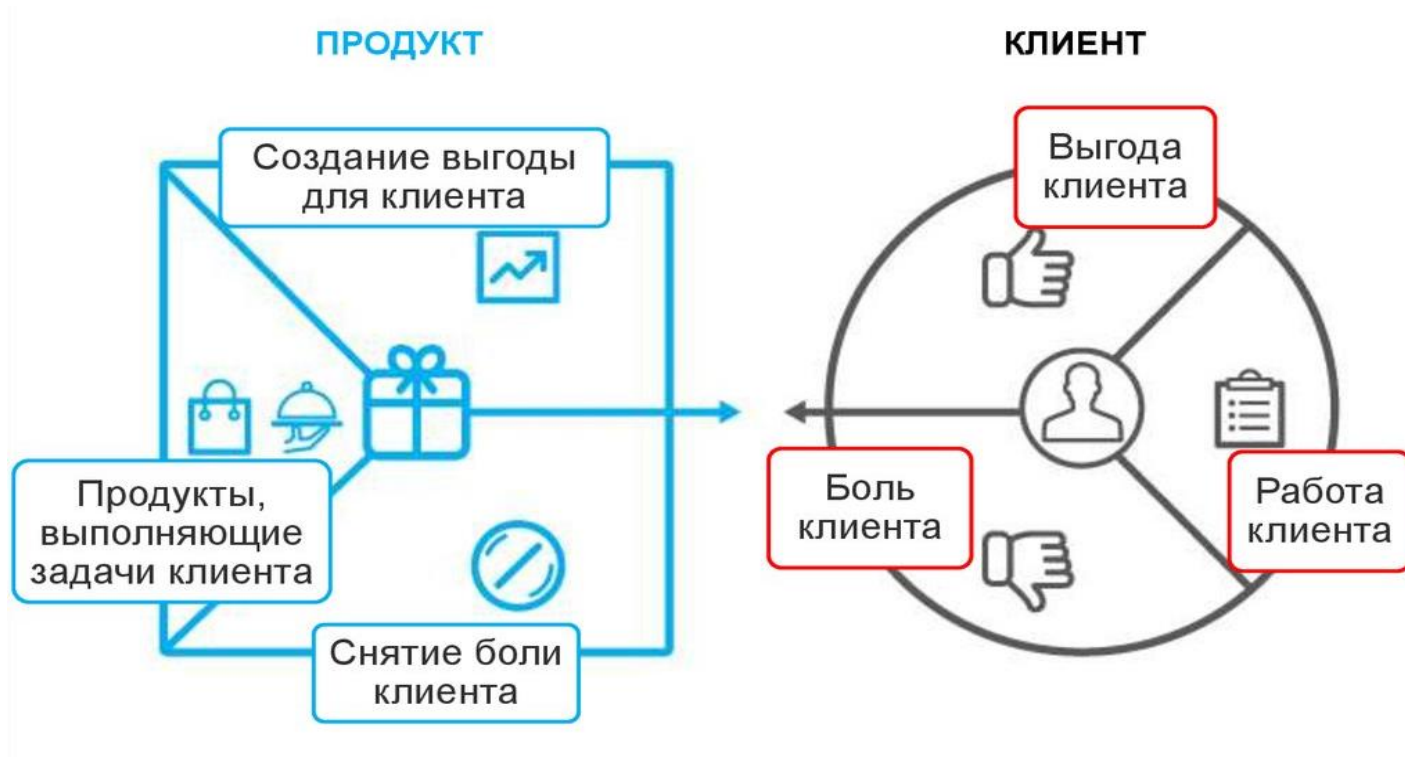 ПРОДУКТ
Создание выгоды
для клиента
Продукты,
выполняющие
задачи клиента
Снятие боли
клиента
КЛИЕНТ
Выгода
клиента
Боль
клиента
Работа
клиента